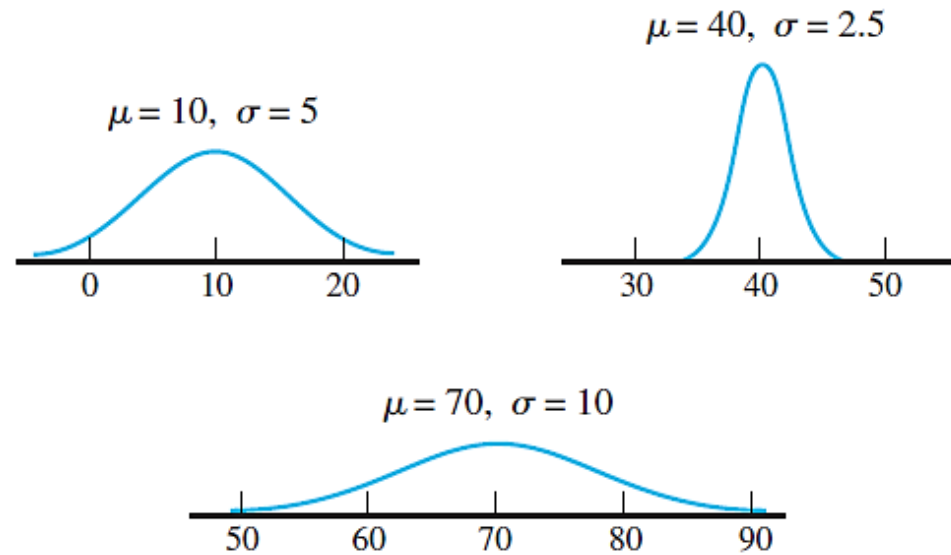 μ = 10, σ = 5
0 10 20
μ = 40, σ = 2.5
30 40 50
μ = 70, σ = 10
50 60 70 80 90